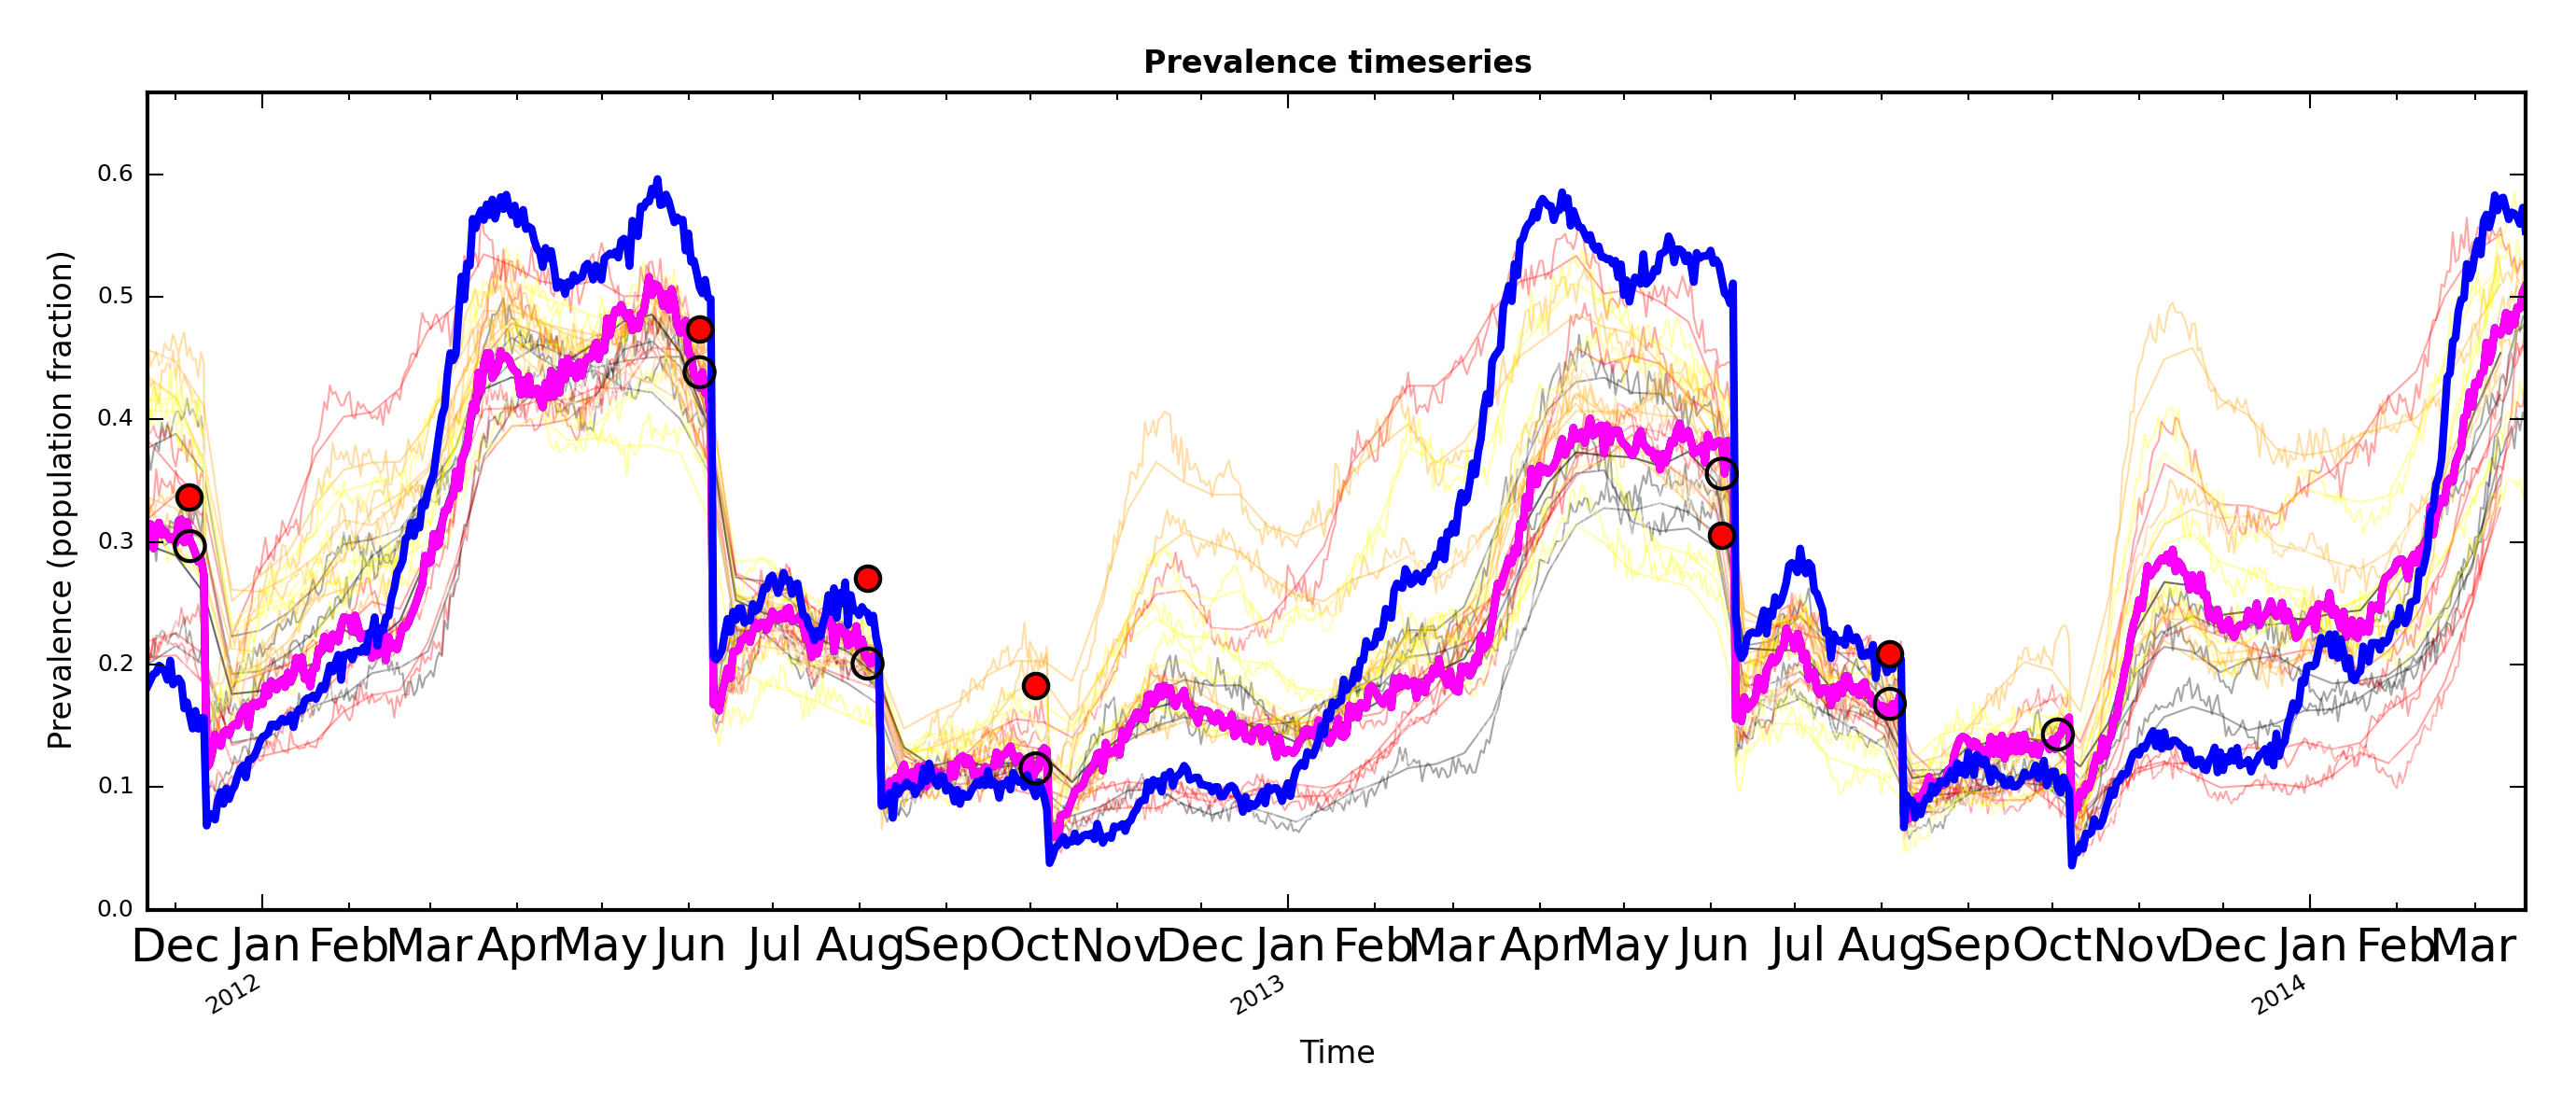 Prevalence timeseries
Prevalence (population fraction)
0.6
0.5
0.4
0.3
0.2
0.1
0.0
Dec Jan Feb Mar Apr May Jun Jul Aug Sep Oct Nov Dec Jan Feb Mar Apr May Jun Jul Aug Sep Oct Nov Dec Jan Feb Mar
2012 2013 2014
Time